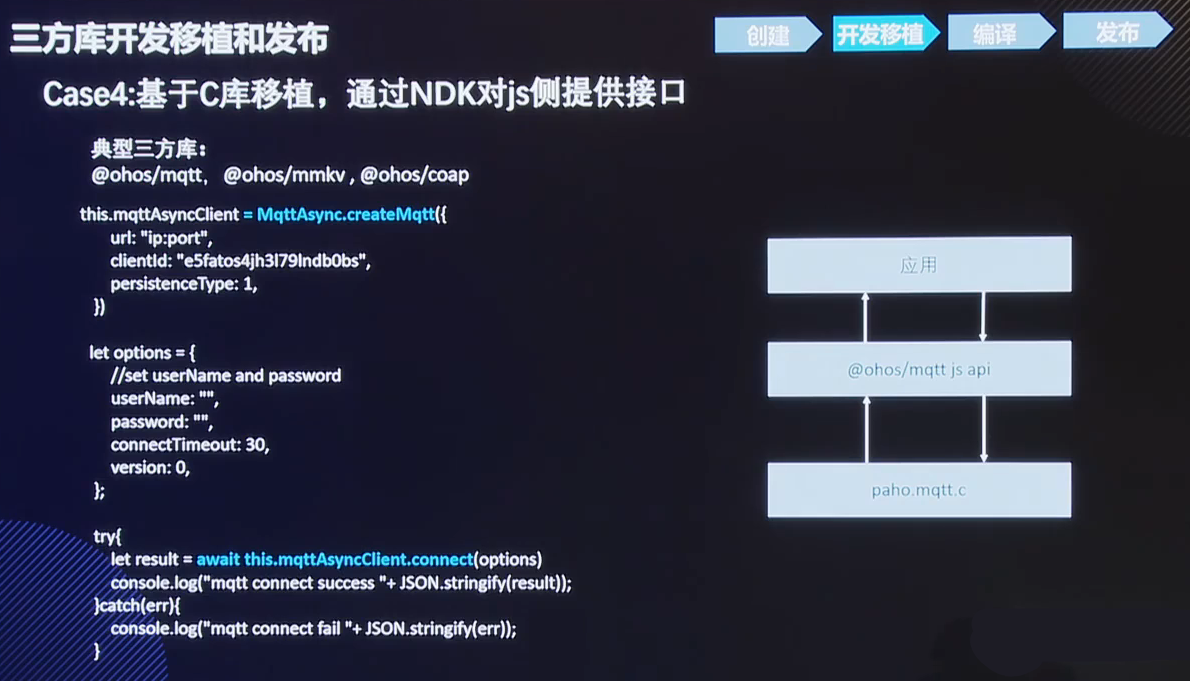 三方库开发移植和发布
创建
开发移植
编译
发布
Case4:基于C库移植，通过NDK对js侧提供接口
典型三方库：
@ohos/mqtt, @ohos/mmkv , @ohos/coap
this.mqttAsyncClient = MqttAsync.createMqtt({
url: "ip:port",
clientId: "e5fatos4jh3l79lndb0bs",
persistenceType: 1,
})
let options = {
//set userName and password
userName: "",
password: "",
connectTimeout: 30,
version: 0,
};
try{
let result = await this.mqttAsyncClient.connect(options)
console.log("mqtt connect success "+ JSON.stringify(result));
}catch(err){
console.log("mqtt connect fail "+ JSON.stringify(err));
}
应用
@ohos/mqtt js api
paho.mqtt.c